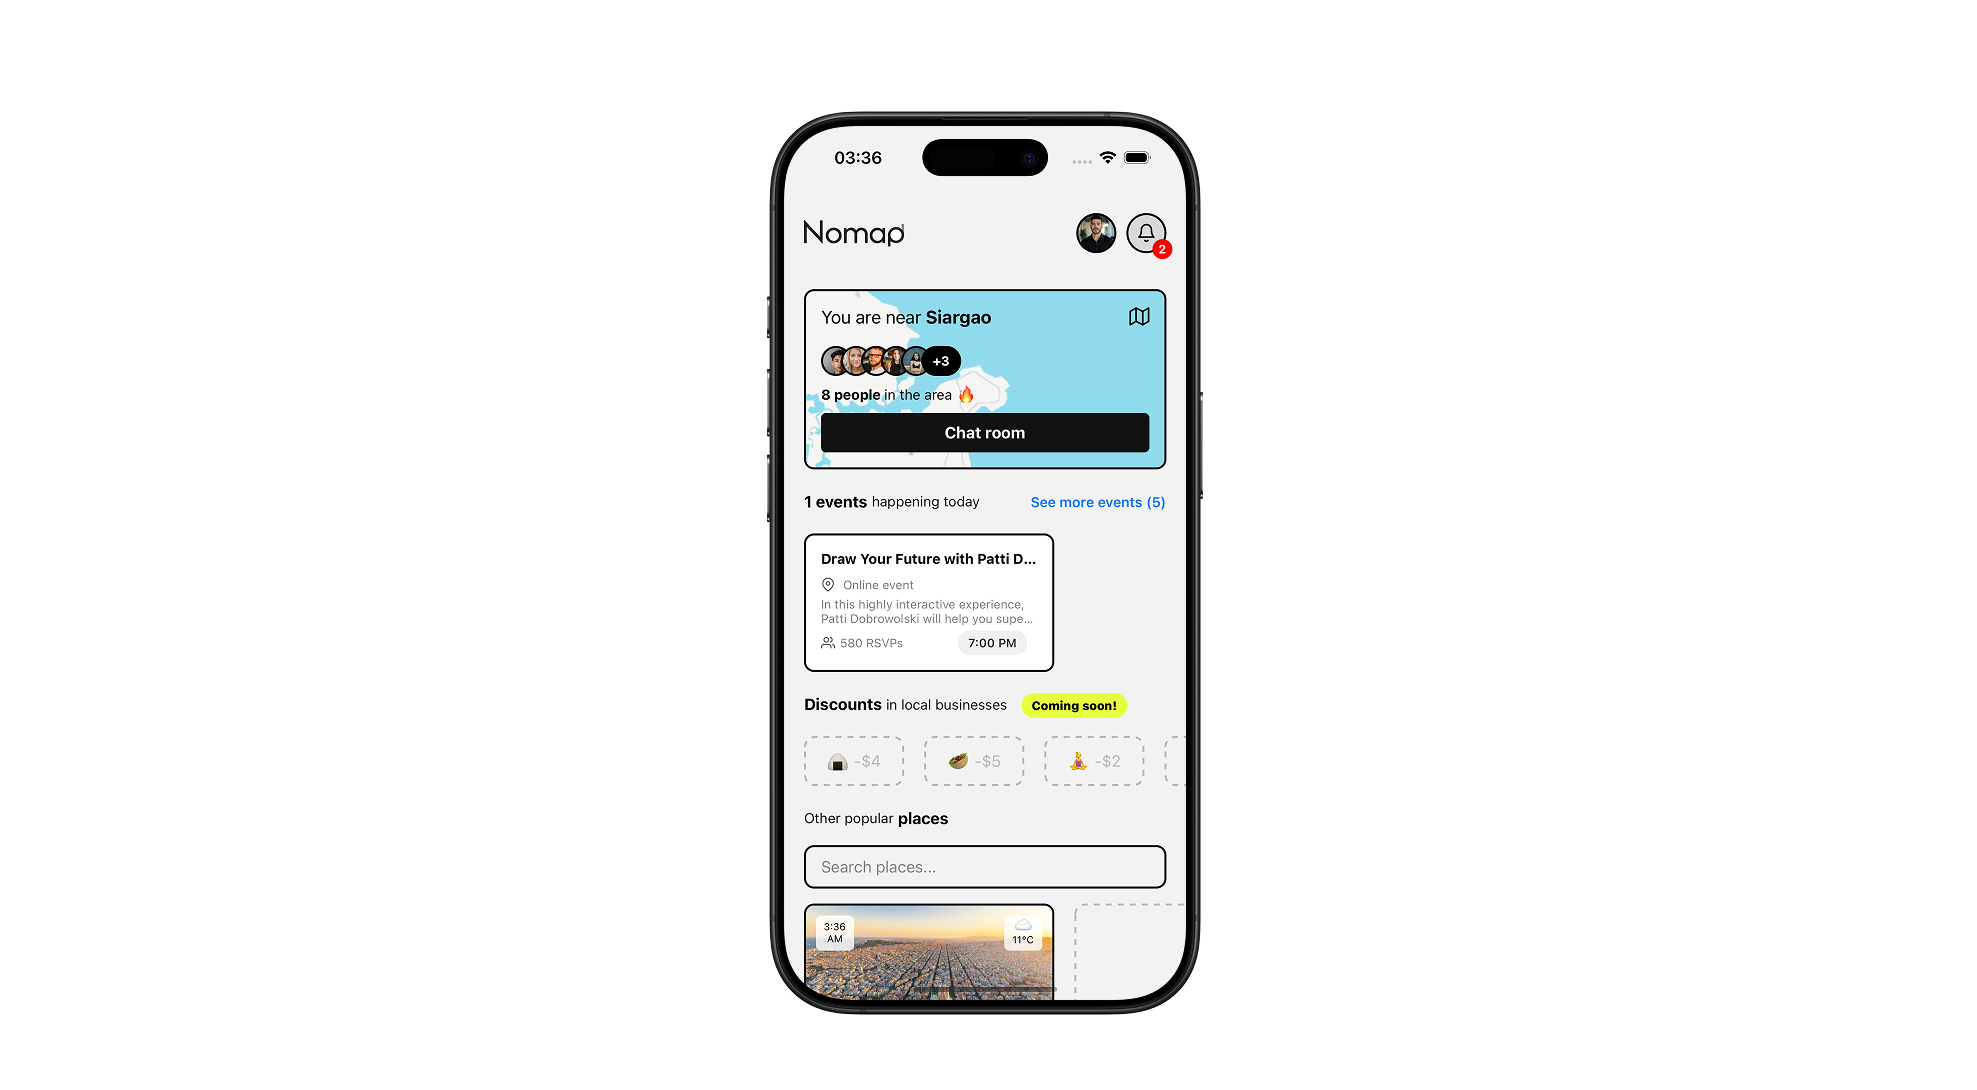 03:36
Nomap
2
You are near Siargao
+3
8 people in the area 🔥
Chat room
1 events happening today
See more events (5)
Draw Your Future with Patti D...
Online event
In this highly interactive experience,
Patti Dobrowolski will help you supe...
580 RSVPs
7:00 PM
Discounts in local businesses
Coming soon!
-$4
-$5
-$2
Other popular places
Search places...
3:36
AM
11°C